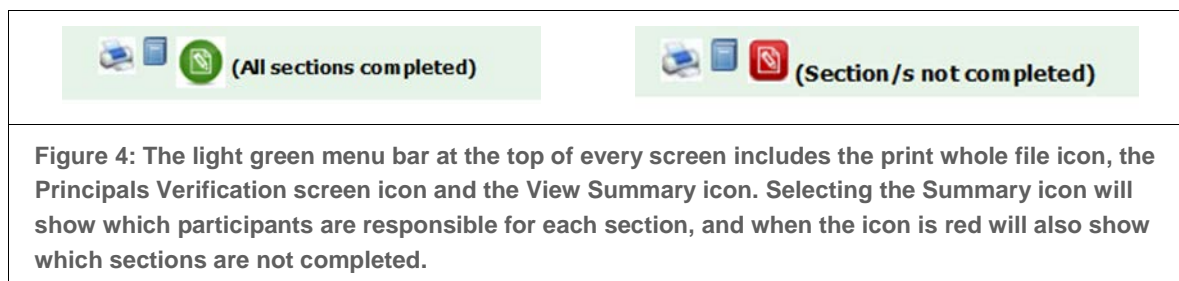 (All sections completed)
(Section/s not completed)
Figure 4: The light green menu bar at the top of every screen includes the print whole file icon, the
Principals Verification screen icon and the View Summary icon. Selecting the Summary icon will
show which participants are responsible for each section, and when the icon is red will also show
which sections are not completed.